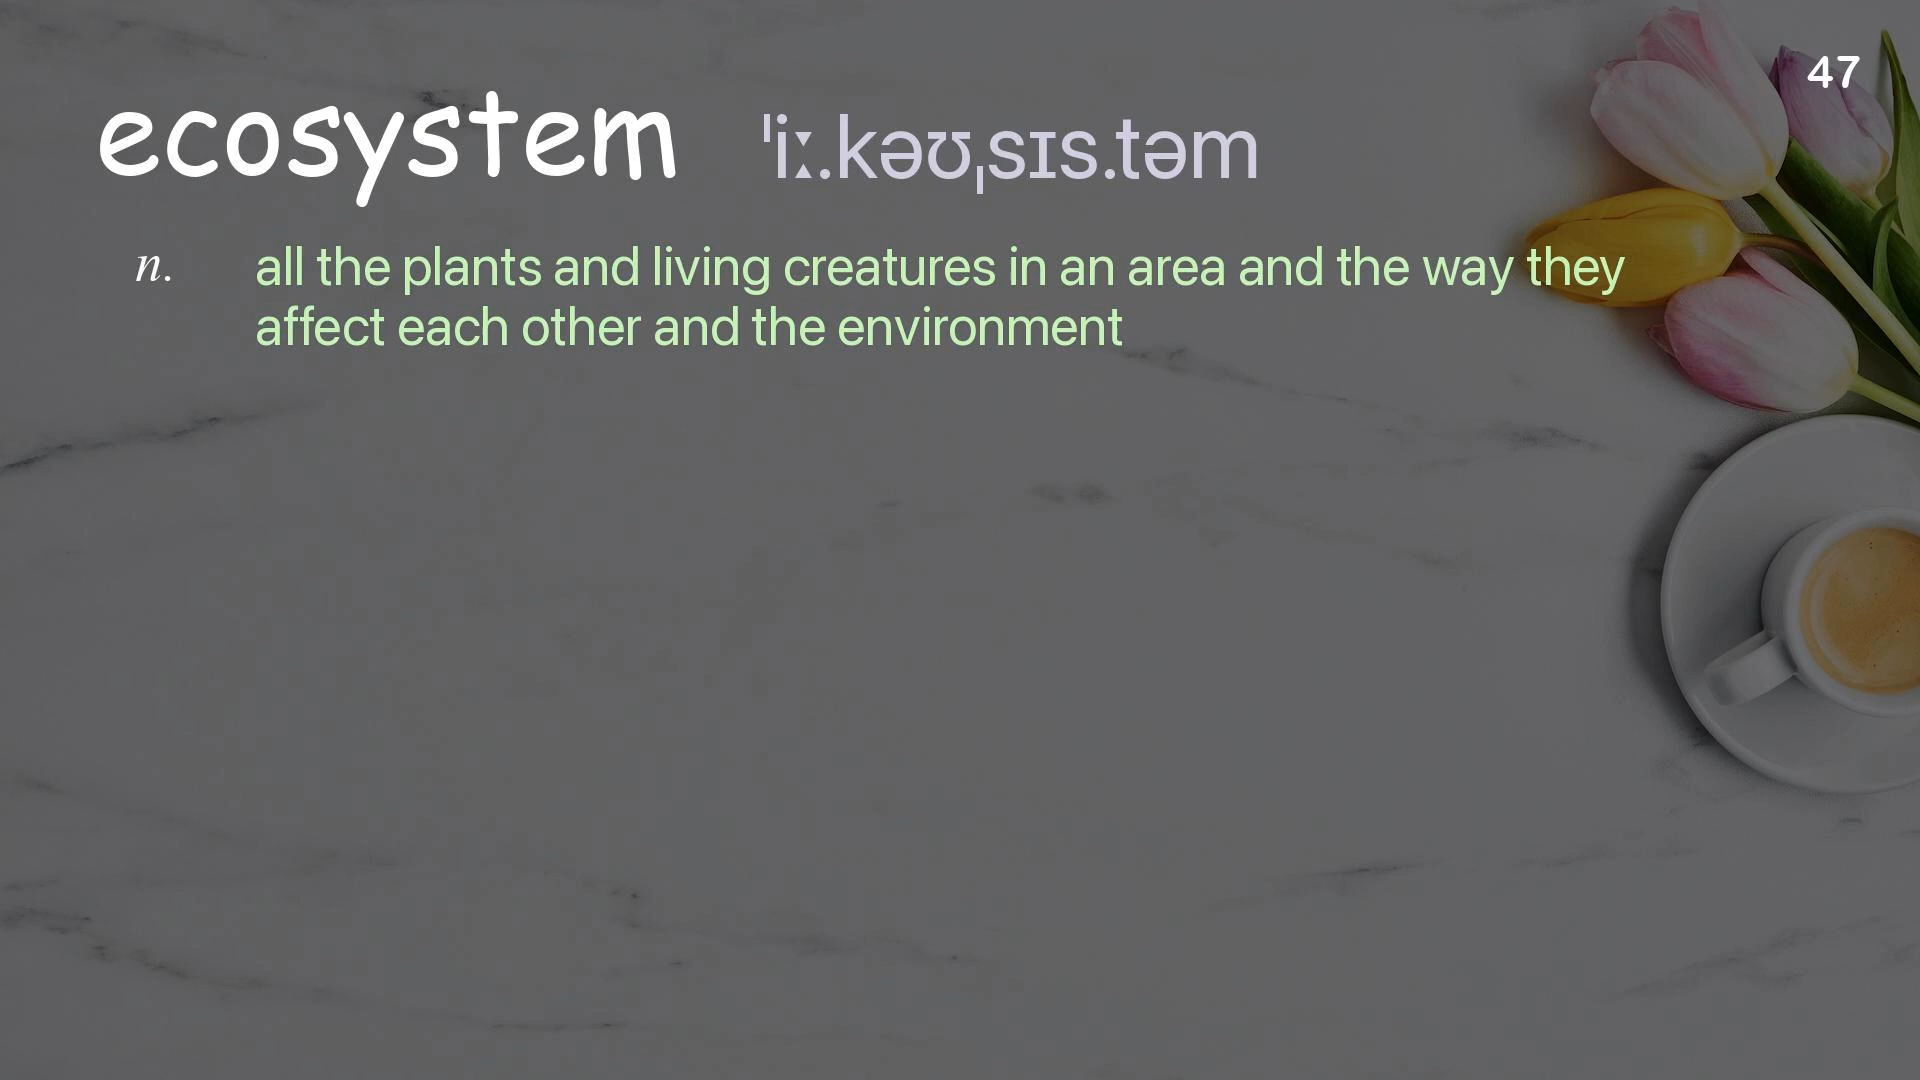 47
ecosystem ˈiː.kəʊˌsɪs.təm
n. all the plants and living creatures in an area and the way they
affect each other and the environment